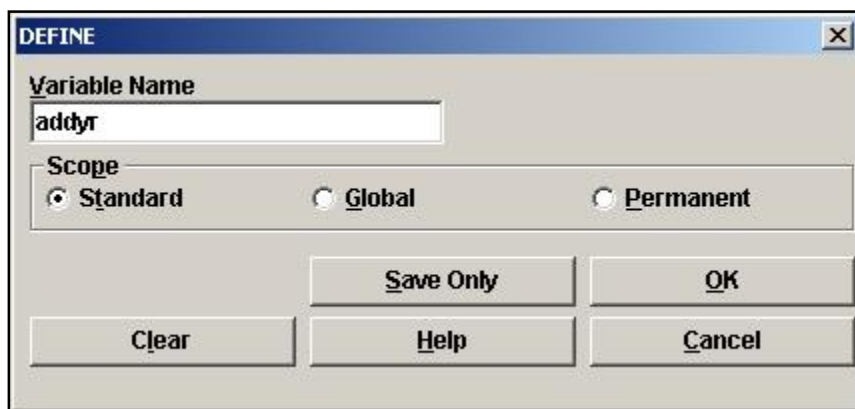 DEFINE
Variable Name
addyr
Scope
Standard Global Permanent
Save Only OK
Clear Help Cancel